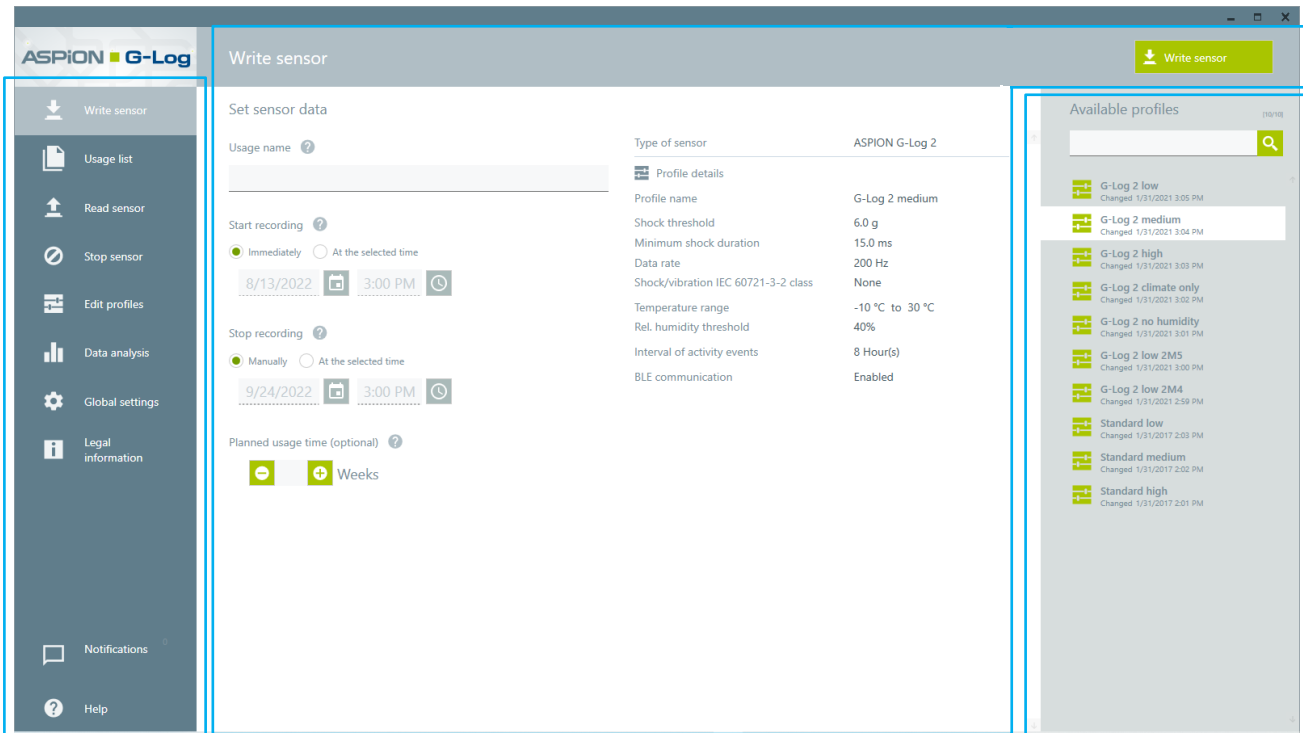 ASPiON G-Log
Write sensor
Usage list
Read sensor
Stop sensor
Edit profiles
Data analysis
Global settings
Legal
information
Notifications 0
Help
Write sensor
Write sensor
Set sensor data
Usage name ?
Start recording ?
Immediately At the selected time
8/13/2022 3:00 PM
Stop recording ?
Manually At the selected time
9/24/2022 3:00 PM
Planned usage time (optional) ?
Weeks
Type of sensor ASPION G-Log 2
Profile details
Profile name G-Log 2 medium
Shock threshold 6.0 g
Minimum shock duration 15.0 ms
Data rate 200 Hz
Shock/vibration IEC 60721-3-2 class None
Temperature range -10 °C to 30 °C
Rel. humidity threshold 40%
Interval of activity events 8 Hour(s)
BLE communication Enabled
Available profiles [10/10]
G-Log 2 low
Changed 1/31/2021 3:05 PM
G-Log 2 medium
Changed 1/31/2021 3:04 PM
G-Log 2 high
Changed 1/31/2021 3:03 PM
G-Log 2 climate only
Changed 1/31/2021 3:02 PM
G-Log 2 no humidity
Changed 1/31/2021 3:01 PM
G-Log 2 low 2M5
Changed 1/31/2021 3:00 PM
G-Log 2 low 2M4
Changed 1/31/2021 2:59 PM
Standard low
Changed 1/31/2017 2:03 PM
Standard medium
Changed 1/31/2017 2:02 PM
Standard high
Changed 1/31/2017 2:01 PM